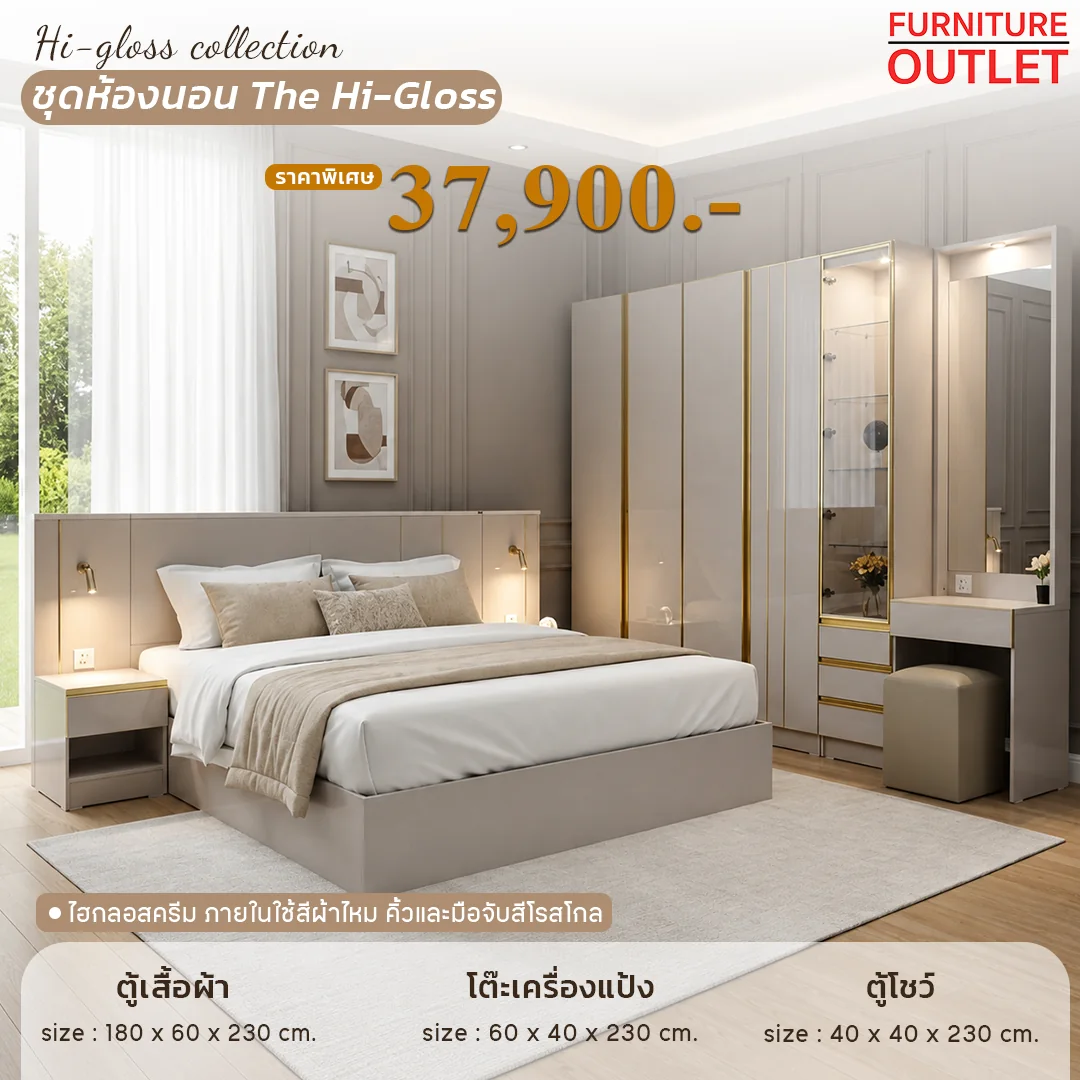 Hi-gloss collection
ชุดห้องนอน The Hi-Gloss
FURNITURE
OUTLET
ราคาพิเศษ 37,900.-
• ไฮกลอสครีม ภายในใช้สีผ้าไหม คิ้วและมือจับสีโรสโกล
ตู้เสื้อผ้า
size : 180 x 60 x 230 cm.
โต๊ะเครื่องแป้ง
size : 60 x 40 x 230 cm.
ตู้โชว์
size : 40 x 40 x 230 cm.